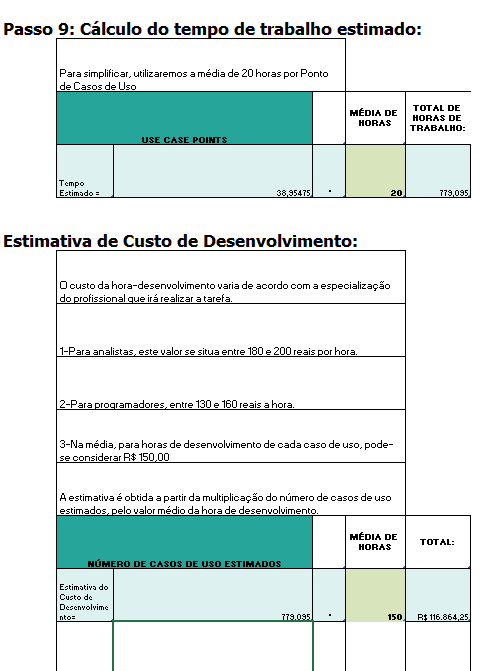 Passo 9: Cálculo do tempo de trabalho estimado:
Para simplificar, utilizaremos a média de 20 horas por Ponto
de Casos de Uso
USE CASE POINTS
MÉDIA DE
HORAS
TOTAL DE
HORAS DE
TRABALHO:
Tempo
Estimado =
38,95475
*
20
779,095
Estimativa de Custo de Desenvolvimento:
O custo da hora-desenvolvimento varia de acordo com a especialização
do profissional que irá realizar a tarefa.
1-Para analistas, este valor se situa entre 180 e 200 reais por hora.
2-Para programadores, entre 130 e 160 reais a hora.
3-Na média, para horas de desenvolvimento de cada caso de uso, pode-
se considerar R$ 150,00
A estimativa é obtida a partir da multiplicação do número de casos de uso
estimados, pelo valor médio da hora de desenvolvimento.
NÚMERO DE CASOS DE USO ESTIMADOS
MÉDIA DE
HORAS
TOTAL:
Estimativa do
Custo de
Desenvolvime
nto=
779,095
*
150
R$ 116.864,25